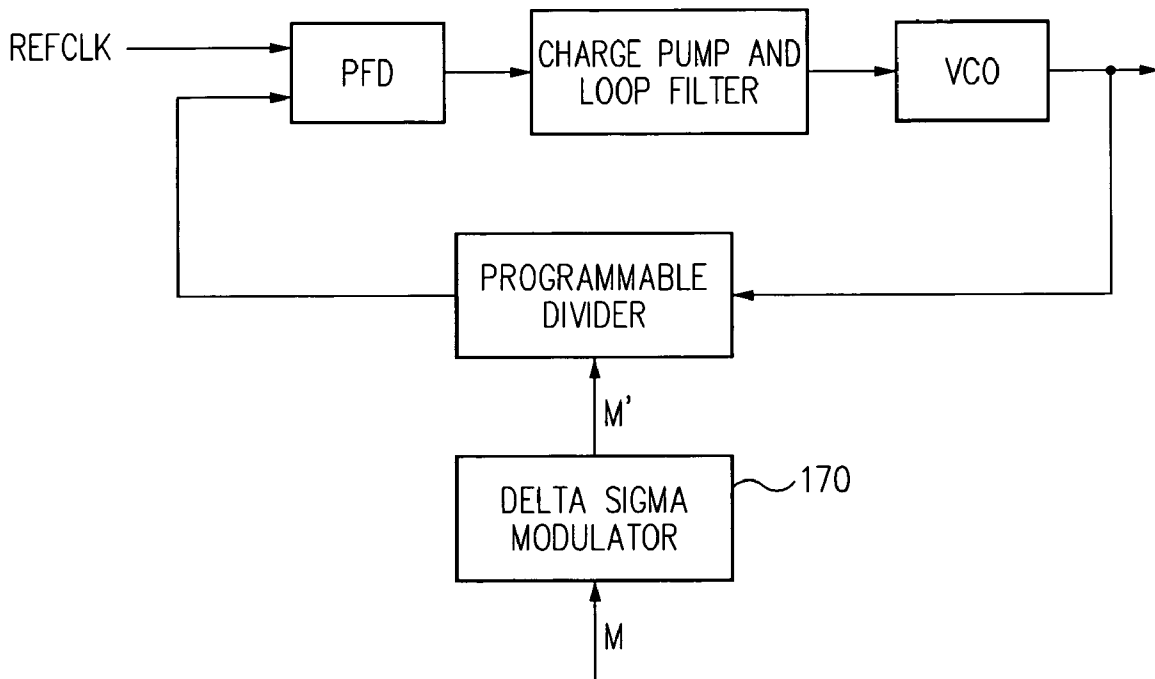 REFCLK
PFD
CHARGE PUMP AND
LOOP FILTER
VCO
PROGRAMMABLE
DIVIDER
M'
DELTA SIGMA
MODULATOR
170
M